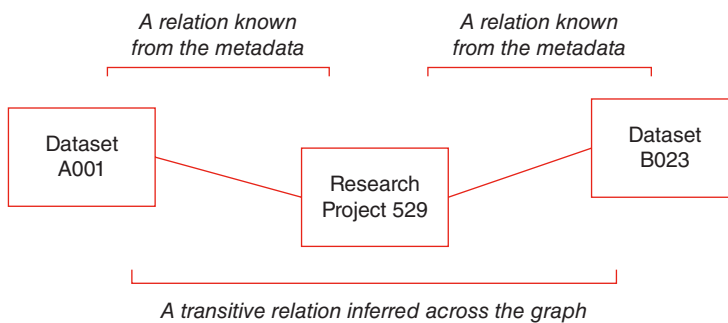 A relation known
from the metadata
A relation known
from the metadata
Dataset
A001
Research
Project 529
Dataset
B023
A transitive relation inferred across the graph